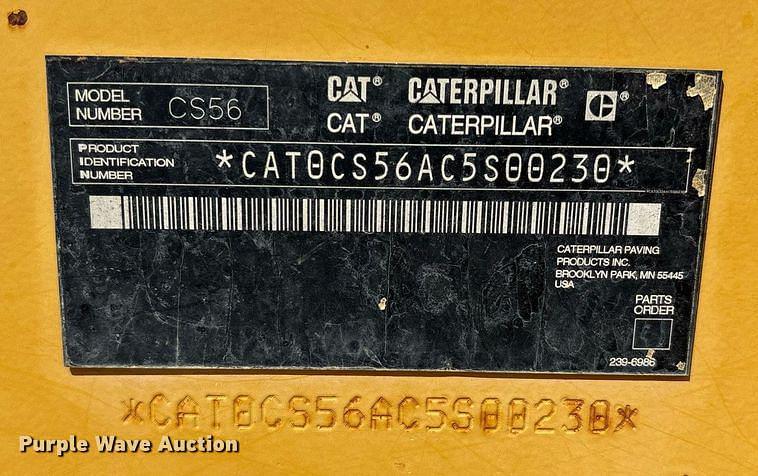 MODEL NUMBER CS56
CAT® CATERPILLAR®
CAT® CATERPILLAR®
PRODUCT IDENTIFICATION NUMBER *CAT0CS56AC5S00230*
CATERPILLAR PAVING
PRODUCTS INC.
BROOKLYN PARK, MN 55445
USA
PARTS
ORDER
239-6986
*CAT0CS56AC5S00230*
Purple Wave Auction